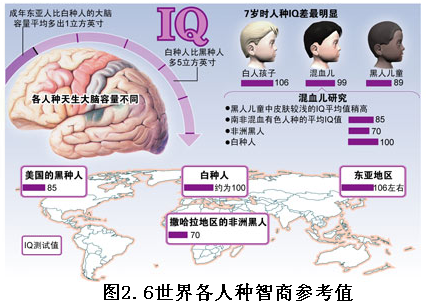 成年东亚人比白种人的大脑
容量平均多出1立方英寸
IQ
白种人比黑种人
多5立方英寸
各人种天生大脑容量不同
7岁时人种IQ差最明显
白人孩子
106
混血儿
99
黑人儿童
89
混血儿研究
●黑人儿童中皮肤较浅的IQ平均值稍高
●南非混血有色人种的平均IQ值
85
●非洲黑人
70
●白种人
100
美国的黑种人
85
白种人
约为100
东亚地区
106左右
撒哈拉地区的非洲黑人
70
IQ测试值
图2.6世界各人种智商参考值